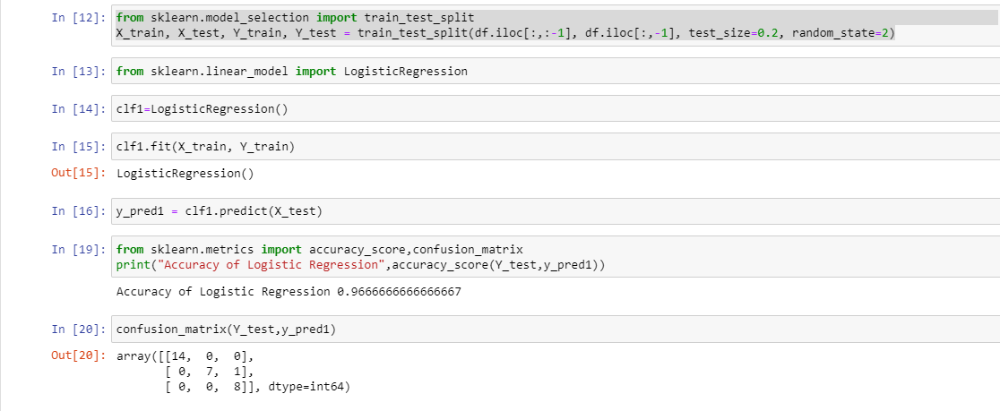 In [12]: from sklearn.model_selection import train_test_split
X_train, X_test, Y_train, Y_test = train_test_split(df.iloc[:,:-1], df.iloc[:,-1], test_size=0.2, random_state=2)
In [13]: from sklearn.linear_model import LogisticRegression
In [14]: clf1=LogisticRegression()
In [15]: clf1.fit(X_train, Y_train)
Out[15]: LogisticRegression()
In [16]: y_pred1 = clf1.predict(X_test)
In [19]: from sklearn.metrics import accuracy_score,confusion_matrix
print("Accuracy of Logistic Regression",accuracy_score(Y_test,y_pred1))
Accuracy of Logistic Regression 0.9666666666666667
In [20]: confusion_matrix(Y_test,y_pred1)
Out[20]: array([[14,  0,  0],
       [ 0,  7,  1],
       [ 0,  0,  8]], dtype=int64)